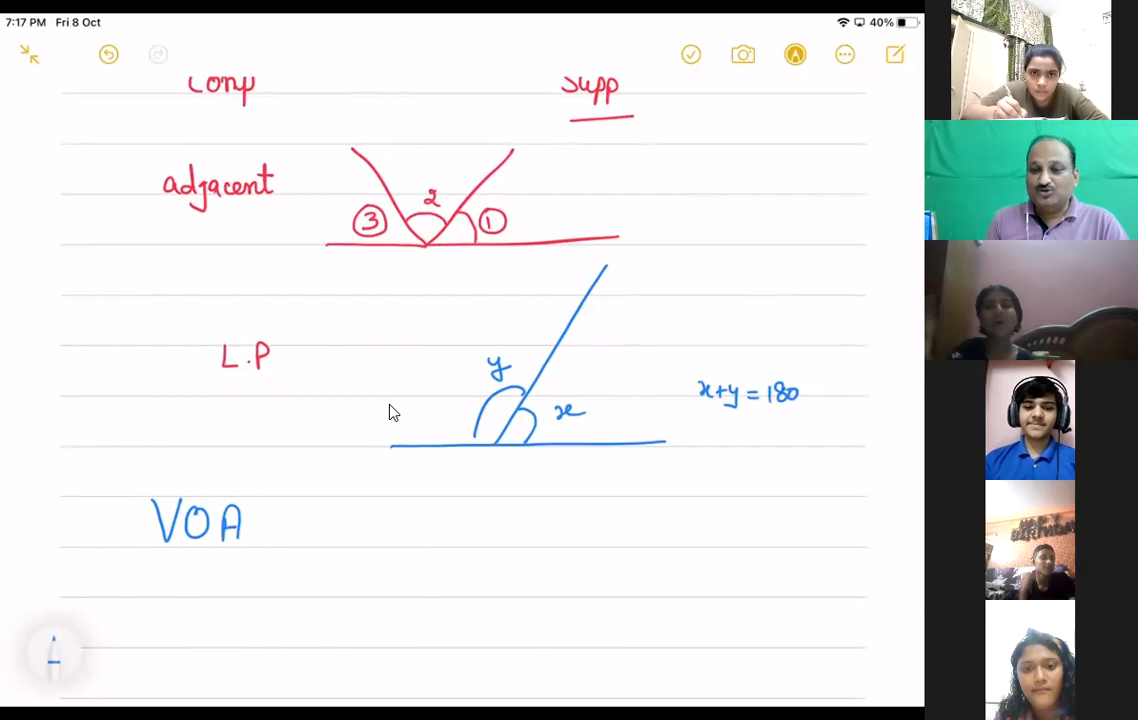 7:17 PM Fri 8 Oct 40%
comp supp
adjacent 3 2 1
L.P y x x+y=180
VOA